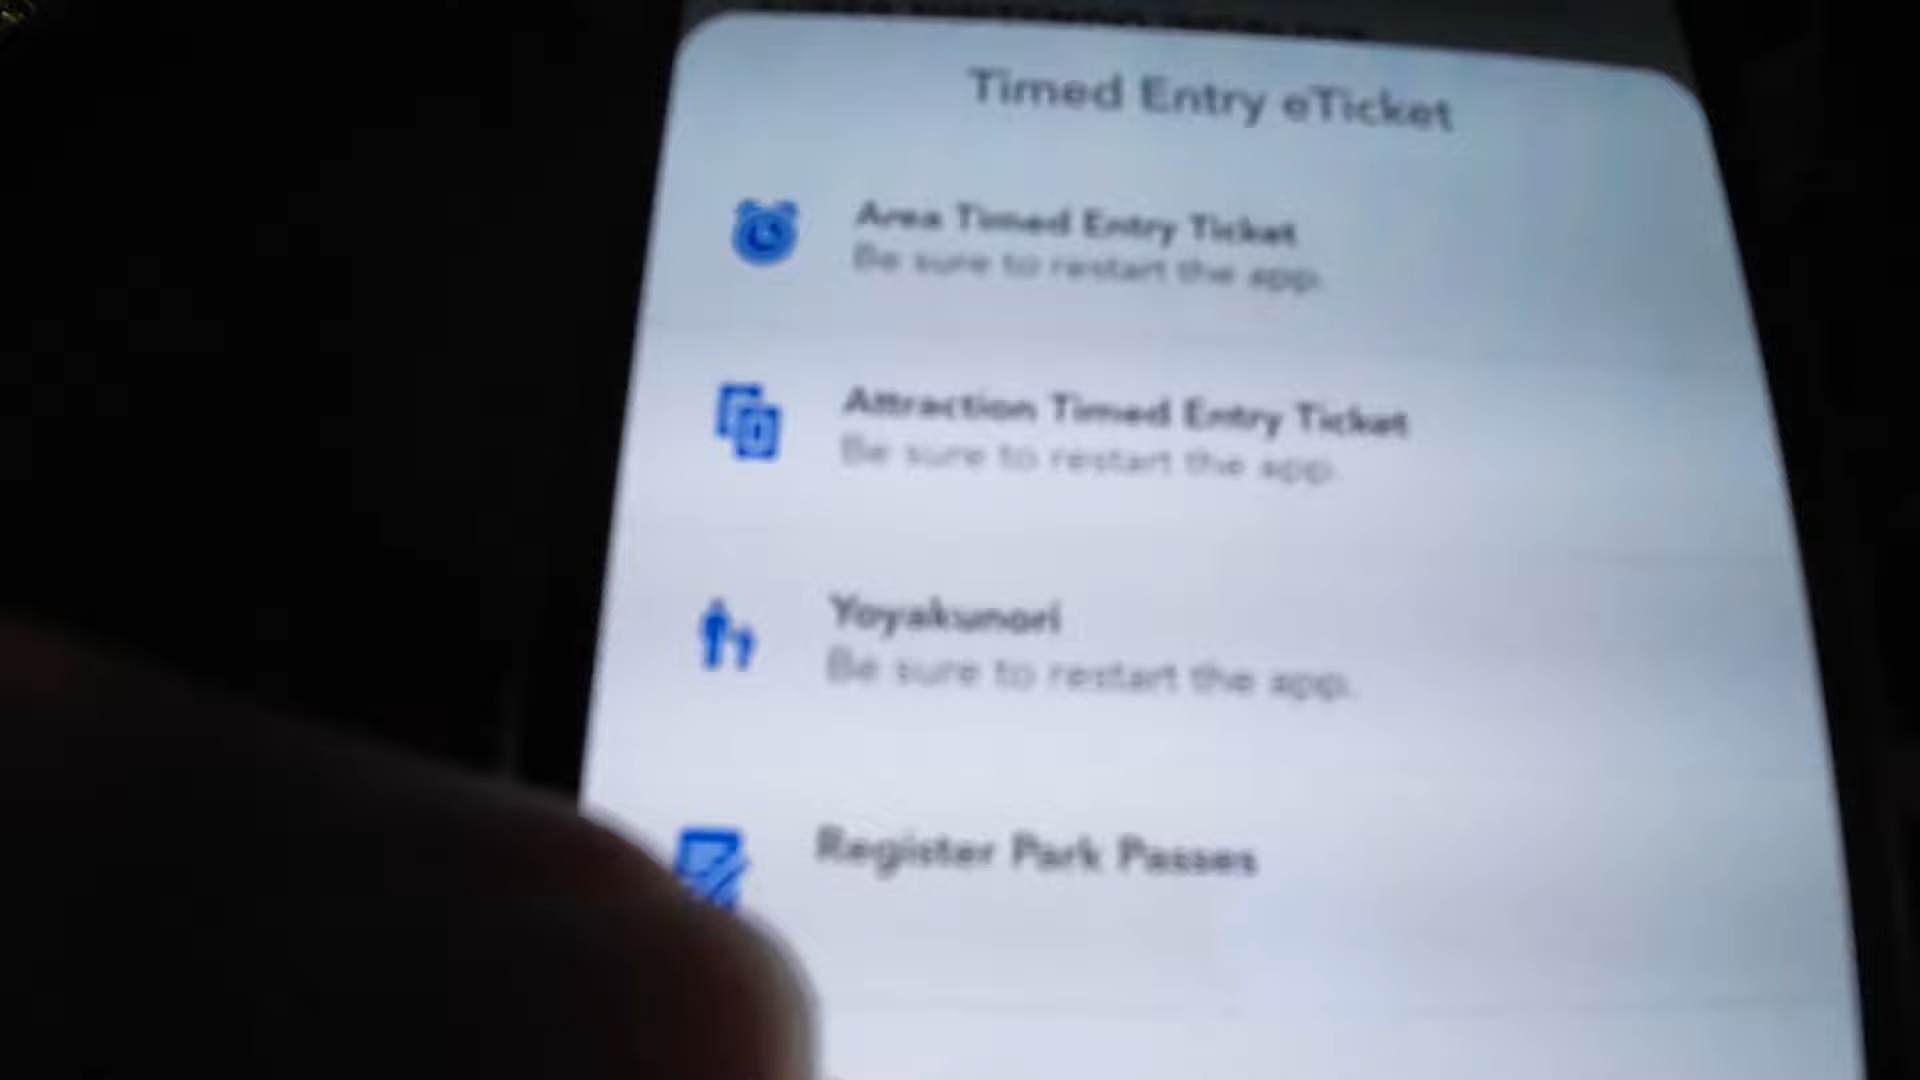 Timed Entry eTicket
Area Timed Entry Ticket
Be sure to restart the app.
Attraction Timed Entry Ticket
Be sure to restart the app.
Yoyakunori
Be sure to restart the app.
Register Park Passes